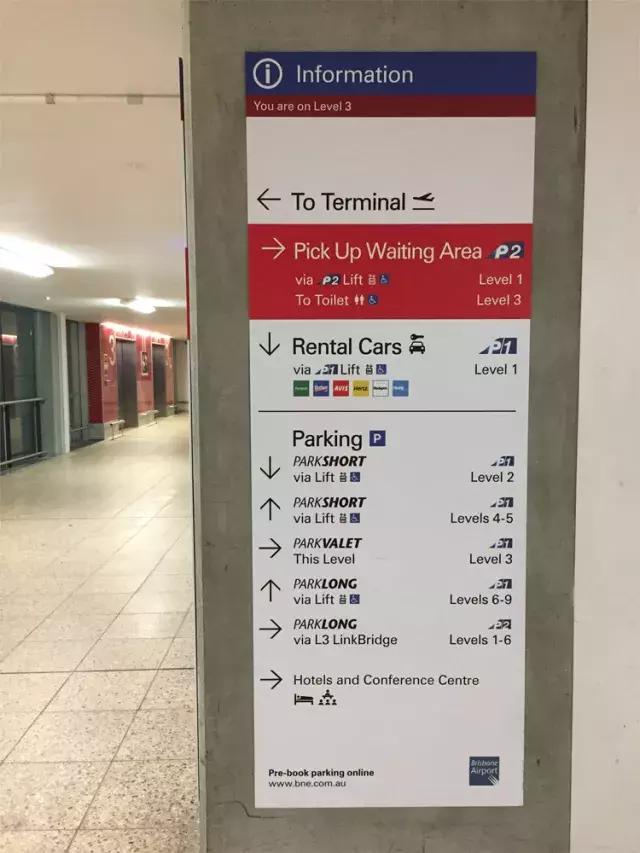 i Information
You are on Level 3
← To Terminal
→ Pick Up Waiting Area P2
via P2 Lift Level 1
To Toilet Level 3
↓ Rental Cars P1
via P1 Lift Level 1
AVIS Hertz
Parking P
↓ PARKSHORT P1
via Lift Level 2
↑ PARKSHORT P1
via Lift Levels 4-5
→ PARKVALET P1
This Level Level 3
↑ PARKLONG P1
via Lift Levels 6-9
→ PARKLONG P2
via L3 LinkBridge Levels 1-6
→ Hotels and Conference Centre
Pre-book parking online
www.bne.com.au
Brisbane
Airport
3